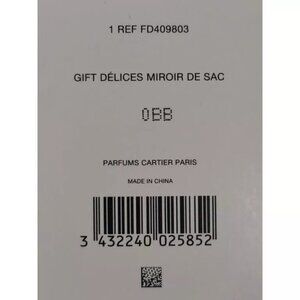 1 REF FD409803
GIFT DÉLICES MIROIR DE SAC
0BB
PARFUMS CARTIER PARIS
MADE IN CHINA
3 432240 025852